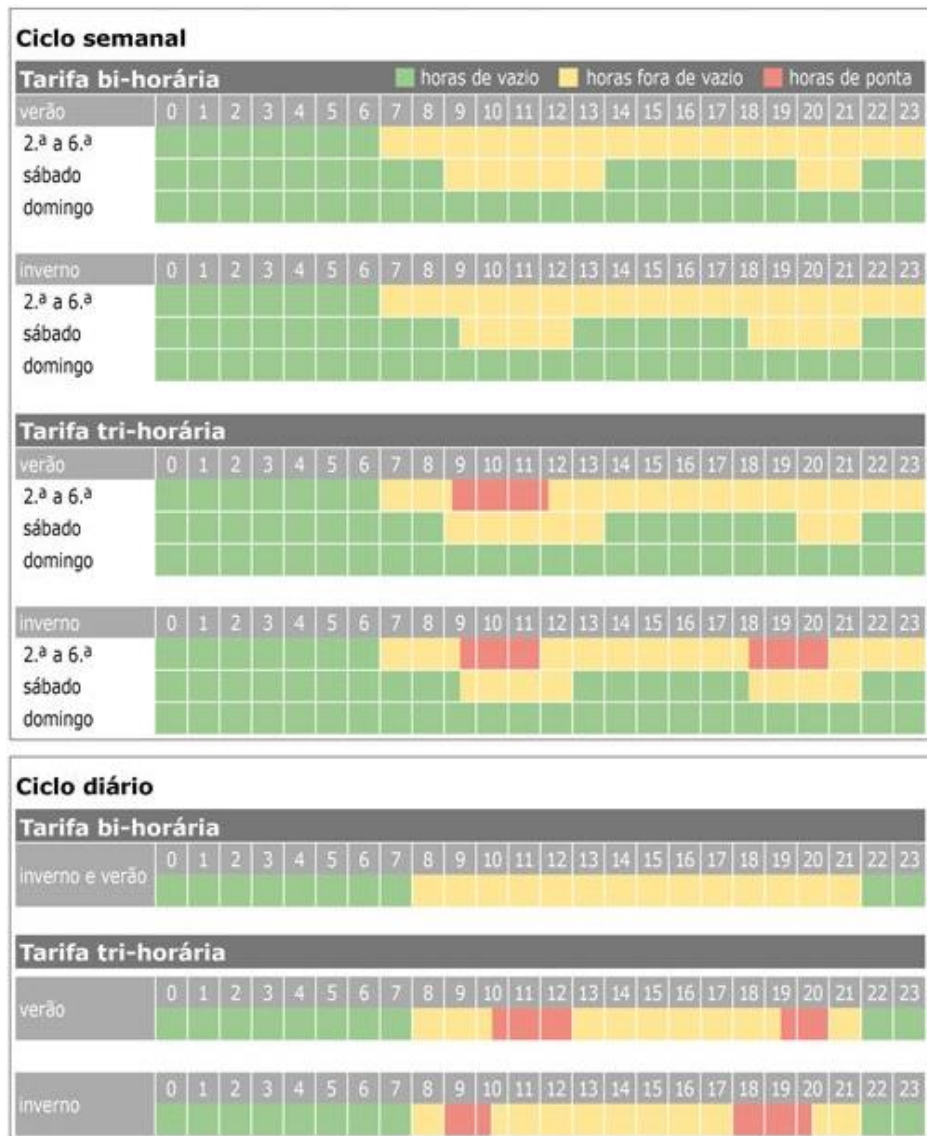 Ciclo semanal
Tarifa bi-horária horas de vazio horas fora de vazio horas de ponta
verão 0 1 2 3 4 5 6 7 8 9 10 11 12 13 14 15 16 17 18 19 20 21 22 23
2.ª a 6.ª
sábado
domingo
inverno 0 1 2 3 4 5 6 7 8 9 10 11 12 13 14 15 16 17 18 19 20 21 22 23
2.ª a 6.ª
sábado
domingo
Tarifa tri-horária
verão 0 1 2 3 4 5 6 7 8 9 10 11 12 13 14 15 16 17 18 19 20 21 22 23
2.ª a 6.ª
sábado
domingo
inverno 0 1 2 3 4 5 6 7 8 9 10 11 12 13 14 15 16 17 18 19 20 21 22 23
2.ª a 6.ª
sábado
domingo
Ciclo diário
Tarifa bi-horária
inverno e verão 0 1 2 3 4 5 6 7 8 9 10 11 12 13 14 15 16 17 18 19 20 21 22 23
Tarifa tri-horária
verão 0 1 2 3 4 5 6 7 8 9 10 11 12 13 14 15 16 17 18 19 20 21 22 23
inverno 0 1 2 3 4 5 6 7 8 9 10 11 12 13 14 15 16 17 18 19 20 21 22 23